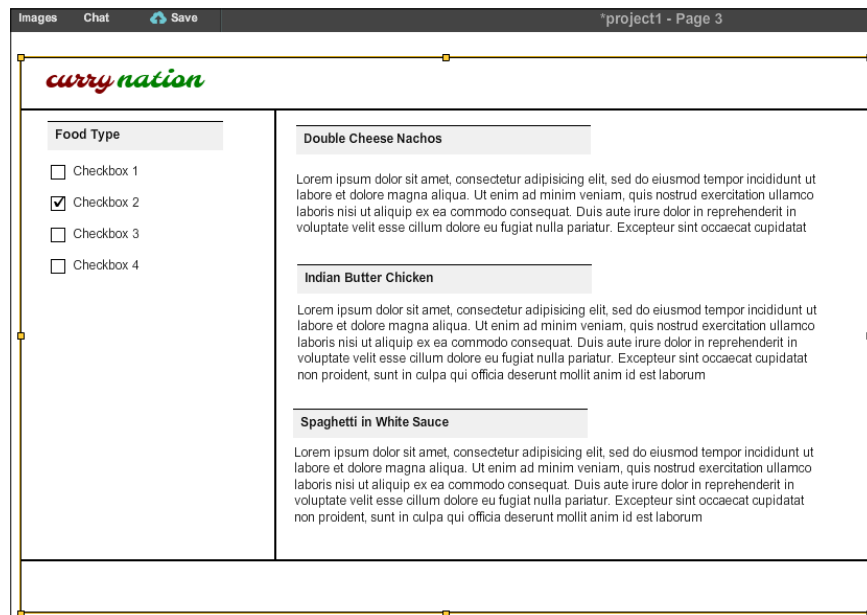 Images Chat Save *project1 - Page 3
curry nation
Food Type
Checkbox 1
Checkbox 2
Checkbox 3
Checkbox 4
Double Cheese Nachos
Lorem ipsum dolor sit amet, consectetur adipisicing elit, sed do eiusmod tempor incididunt ut
labore et dolore magna aliqua. Ut enim ad minim veniam, quis nostrud exercitation ullamco
laboris nisi ut aliquip ex ea commodo consequat. Duis aute irure dolor in reprehenderit in
voluptate velit esse cillum dolore eu fugiat nulla pariatur. Excepteur sint occaecat cupidatat
Indian Butter Chicken
Lorem ipsum dolor sit amet, consectetur adipisicing elit, sed do eiusmod tempor incididunt ut
labore et dolore magna aliqua. Ut enim ad minim veniam, quis nostrud exercitation ullamco
laboris nisi ut aliquip ex ea commodo consequat. Duis aute irure dolor in reprehenderit in
voluptate velit esse cillum dolore eu fugiat nulla pariatur. Excepteur sint occaecat cupidatat
non proident, sunt in culpa qui officia deserunt mollit anim id est laborum
Spaghetti in White Sauce
Lorem ipsum dolor sit amet, consectetur adipisicing elit, sed do eiusmod tempor incididunt ut
labore et dolore magna aliqua. Ut enim ad minim veniam, quis nostrud exercitation ullamco
laboris nisi ut aliquip ex ea commodo consequat. Duis aute irure dolor in reprehenderit in
voluptate velit esse cillum dolore eu fugiat nulla pariatur. Excepteur sint occaecat cupidatat
non proident, sunt in culpa qui officia deserunt mollit anim id est laborum